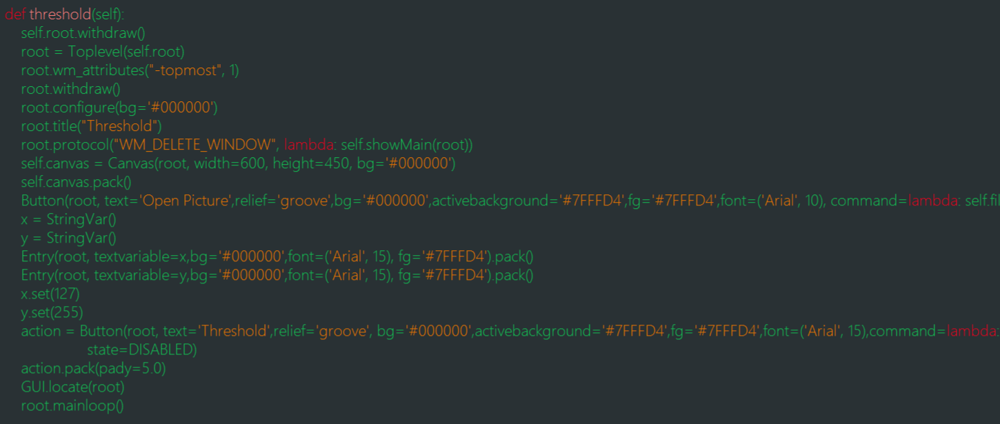 def threshold(self):
self.root.withdraw()
root = Toplevel(self.root)
root.wm_attributes("-topmost", 1)
root.withdraw()
root.configure(bg='#000000')
root.title("Threshold")
root.protocol("WM_DELETE_WINDOW", lambda: self.showMain(root))
self.canvas = Canvas(root, width=600, height=450, bg='#000000')
self.canvas.pack()
Button(root, text='Open Picture',relief='groove',bg='#000000',activebackground='#7FFFD4',fg='#7FFFD4',font=('Arial', 10), command=lambda: self.fil
x = StringVar()
y = StringVar()
Entry(root, textvariable=x,bg='#000000',font=('Arial', 15), fg='#7FFFD4').pack()
Entry(root, textvariable=y,bg='#000000',font=('Arial', 15), fg='#7FFFD4').pack()
x.set(127)
y.set(255)
action = Button(root, text='Threshold',relief='groove', bg='#000000',activebackground='#7FFFD4',fg='#7FFFD4',font=('Arial', 15),command=lambda:
state=DISABLED)
action.pack(pady=5.0)
GUI.locate(root)
root.mainloop()